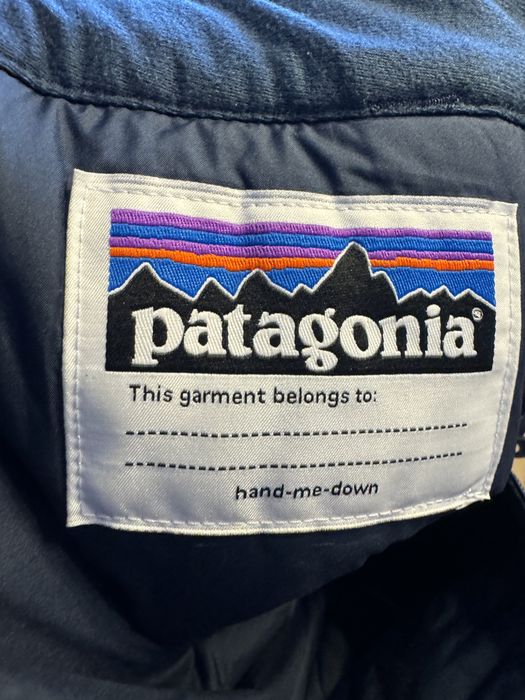 patagonia®
This garment belongs to:
hand-me-down